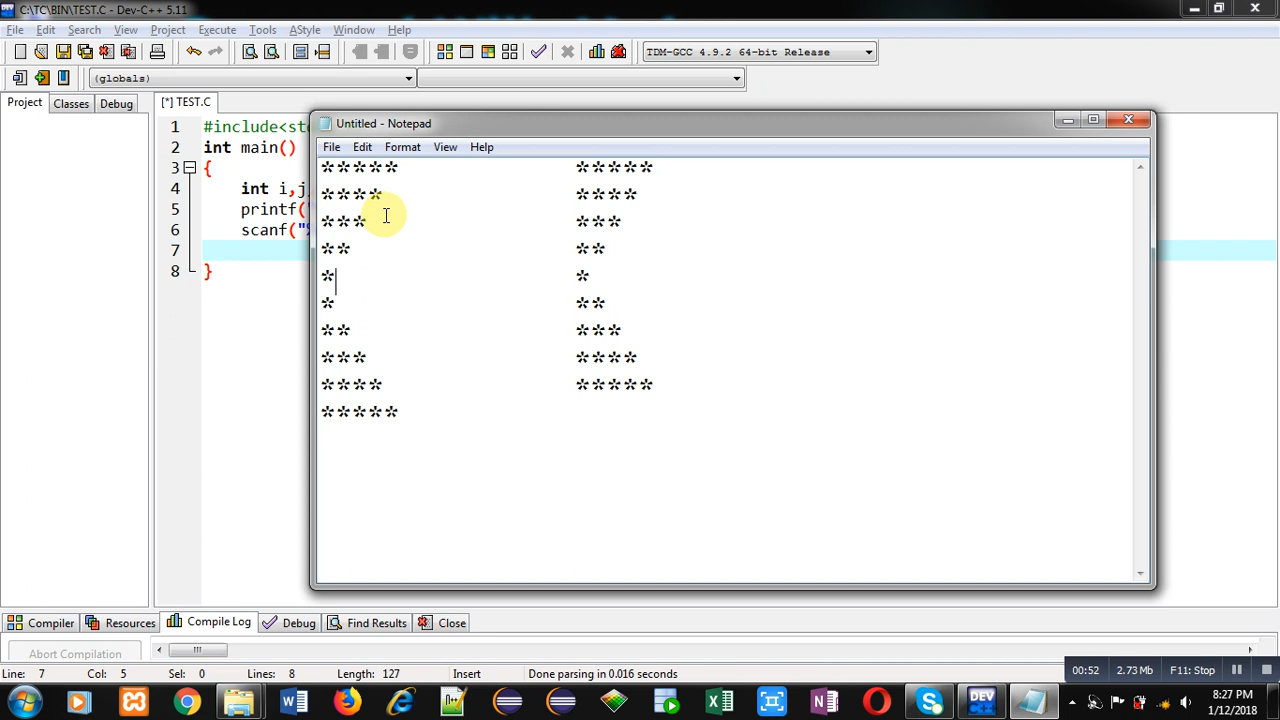 C:\TC\BIN\TEST.C - Dev-C++ 5.11
File Edit Search View Project Execute Tools AStyle Window Help
TDM-GCC 4.9.2 64-bit Release
(globals)
Project Classes Debug
[*] TEST.C
1 #include<st
2 int main()
3 {
4 int i,j
5 printf(
6 scanf("
7
8 }
Untitled - Notepad
File Edit Format View Help
***** *****
**** ****
*** ***
** **
* *
* **
** ***
*** ****
**** *****
*****
Compiler Resources Compile Log Debug Find Results Close
Abort Compilation
Line: 7 Col: 5 Sel: 0 Lines: 8 Length: 127 Insert Done parsing in 0.016 seconds
00:52 2.73 Mb F11: Stop
8:27 PM
1/12/2018